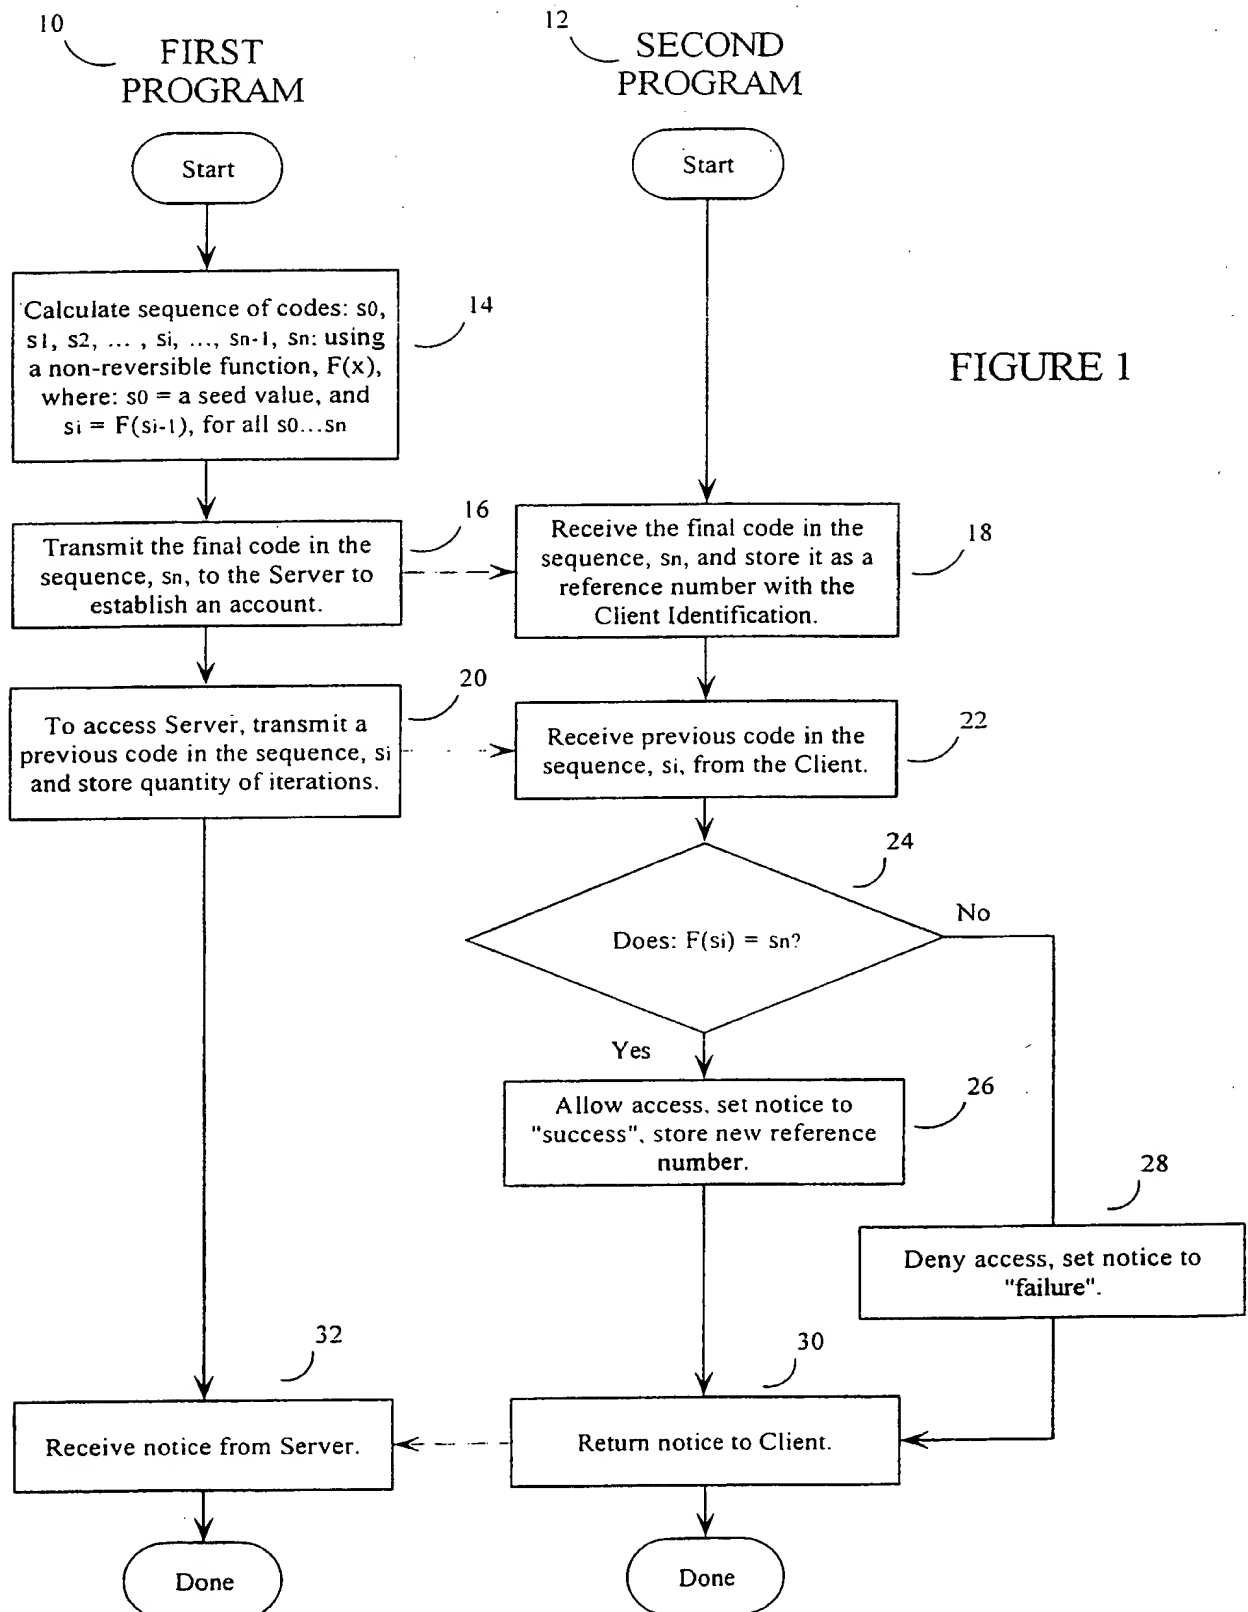 10
FIRST
PROGRAM
12
SECOND
PROGRAM
Start
Start
Calculate sequence of codes: s0,
s1, s2, ... , si, ..., sn-1, sn: using
a non-reversible function, F(x),
where: s0 = a seed value, and
si = F(si-1), for all s0...sn
14
FIGURE 1
Transmit the final code in the
sequence, sn, to the Server to
establish an account.
16
Receive the final code in the
sequence, sn, and store it as a
reference number with the
Client Identification.
18
To access Server, transmit a
previous code in the sequence, si
and store quantity of iterations.
20
Receive previous code in the
sequence, si, from the Client.
22
24
Does: F(si) = sn?
No
Yes
Allow access, set notice to
"success", store new reference
number.
26
28
Deny access, set notice to
"failure".
32
Receive notice from Server.
30
Return notice to Client.
Done
Done